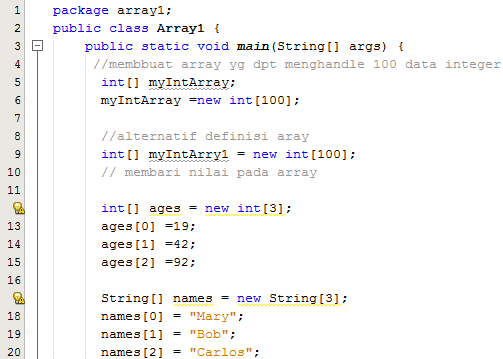 1 package array1;
2 public class Array1 {
3 public static void main(String[] args) {
4 //membbuat array yg dpt menghandle 100 data integer
5 int[] myIntArray;
6 myIntArray =new int[100];
7
8 //alternatif definisi aray
9 int[] myIntArry1 = new int[100];
10 // membari nilai pada array
11
int[] ages = new int[3];
13 ages[0] =19;
14 ages[1] =42;
15 ages[2] =92;
16
String[] names = new String[3];
18 names[0] = "Mary";
19 names[1] = "Bob";
20 names[2] = "Carlos";